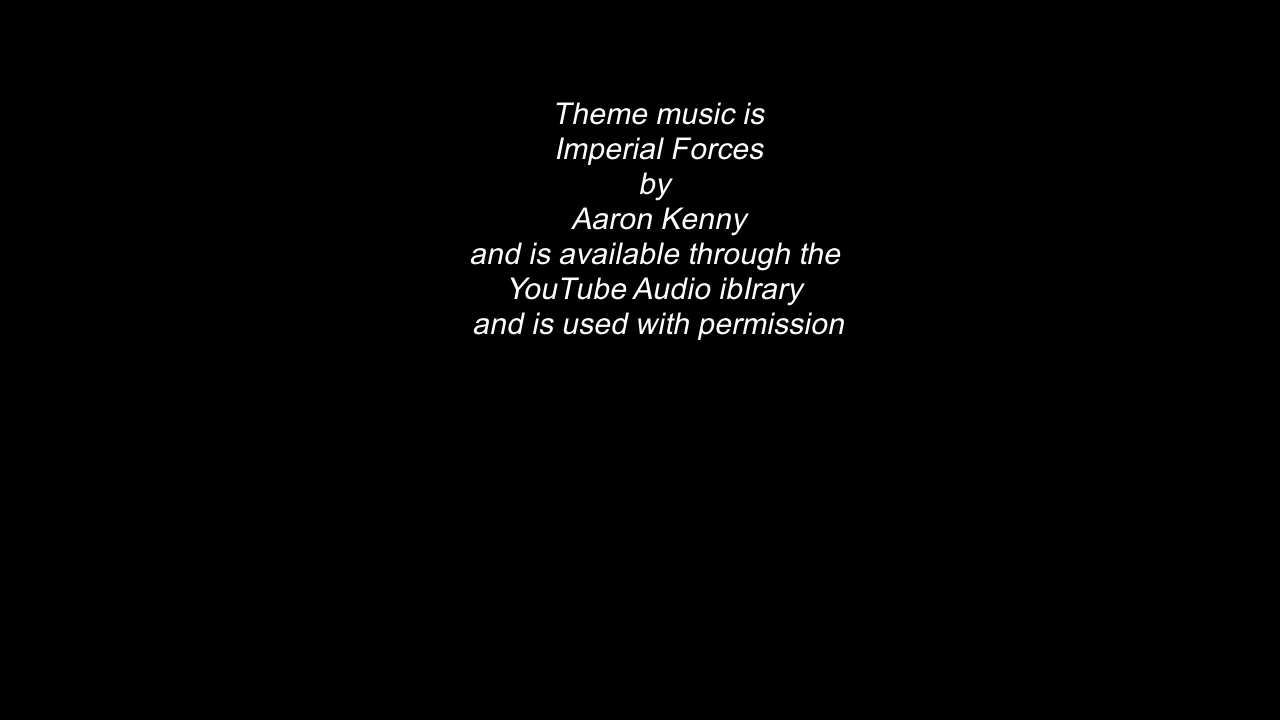 Theme music is
Imperial Forces
by
Aaron Kenny
and is available through the
YouTube Audio iblrary
and is used with permission